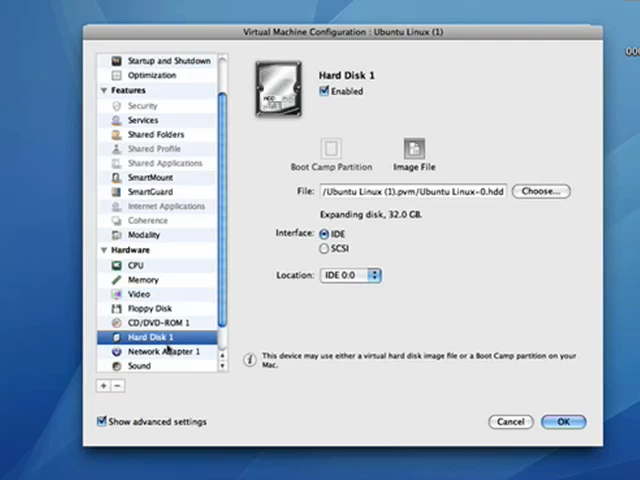 Virtual Machine Configuration : Ubuntu Linux (1)
Startup and Shutdown
Optimization
Features
Security
Services
Shared Folders
Shared Profile
Shared Applications
SmartMount
SmartGuard
Internet Applications
Coherence
Modality
Hardware
CPU
Memory
Video
Floppy Disk
CD/DVD-ROM 1
Hard Disk 1
Network Adapter 1
Sound
+ −
Show advanced settings
Hard Disk 1
Enabled
Boot Camp Partition Image File
File: /Ubuntu Linux (1).pvm/Ubuntu Linux-0.hdd Choose...
Expanding disk, 32.0 GB.
Interface: IDE
SCSI
Location: IDE 0:0
This device may use either a virtual hard disk image file or a Boot Camp partition on your
Mac.
Cancel OK